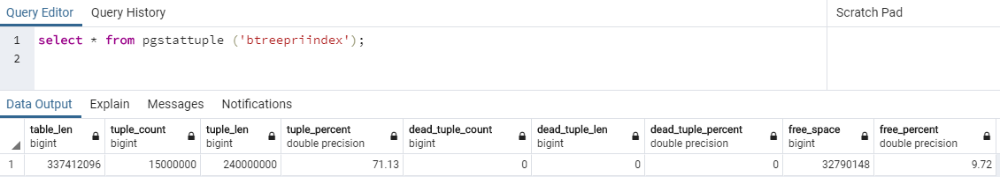 Query Editor Query History Scratch Pad
1 select * from pgstattuple ('btreepriindex');
2
Data Output Explain Messages Notifications
table_len tuple_count tuple_len tuple_percent dead_tuple_count dead_tuple_len dead_tuple_percent free_space free_percent
bigint bigint bigint double precision bigint bigint double precision bigint double precision
1 337412096 15000000 240000000 71.13 0 0 0 32790148 9.72